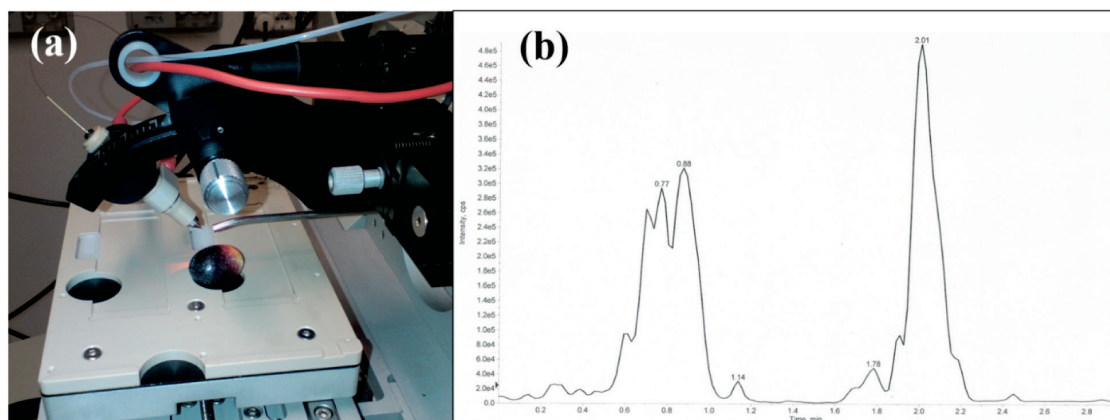 (a)
(b)
2.01
4.8e5
4.6e5
4.4e5
4.2e5
4.0e5
3.8e5
3.6e5
3.4e5
0.88
3.2e5
0.77
3.0e5
2.8e5
2.6e5
2.4e5
2.2e5
2.0e5
1.8e5
1.6e5
1.4e5
1.2e5
1.0e5
8.0e4
6.0e4
1.78
4.0e4
1.14
2.0e4
0.0
Intensity, cps
0.2 0.4 0.6 0.8 1.0 1.2 1.4 1.6 1.8 2.0 2.2 2.4 2.6 2.8
Time, min